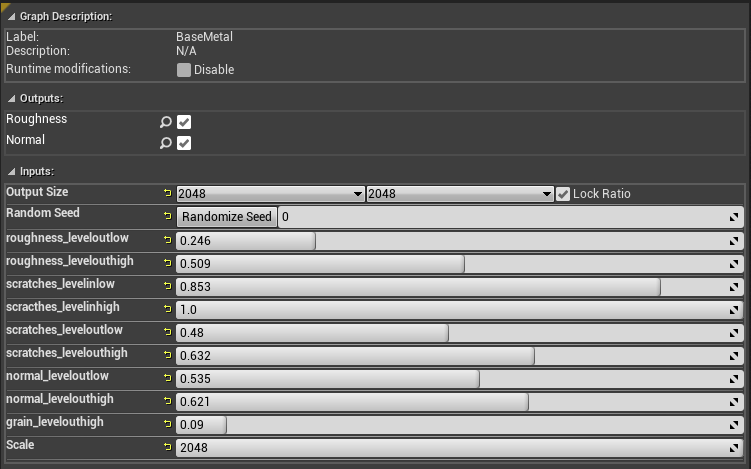 Graph Description:
Label: BaseMetal
Description: N/A
Runtime modifications: Disable
Outputs:
Roughness
Normal
Inputs:
Output Size 2048 2048 Lock Ratio
Random Seed Randomize Seed 0
roughness_leveloutlow 0.246
roughness_levelouthigh 0.509
scratches_levelinlow 0.853
scracthes_levelinhigh 1.0
scratches_leveloutlow 0.48
scratches_levelouthigh 0.632
normal_leveloutlow 0.535
normal_levelouthigh 0.621
grain_levelouthigh 0.09
Scale 2048